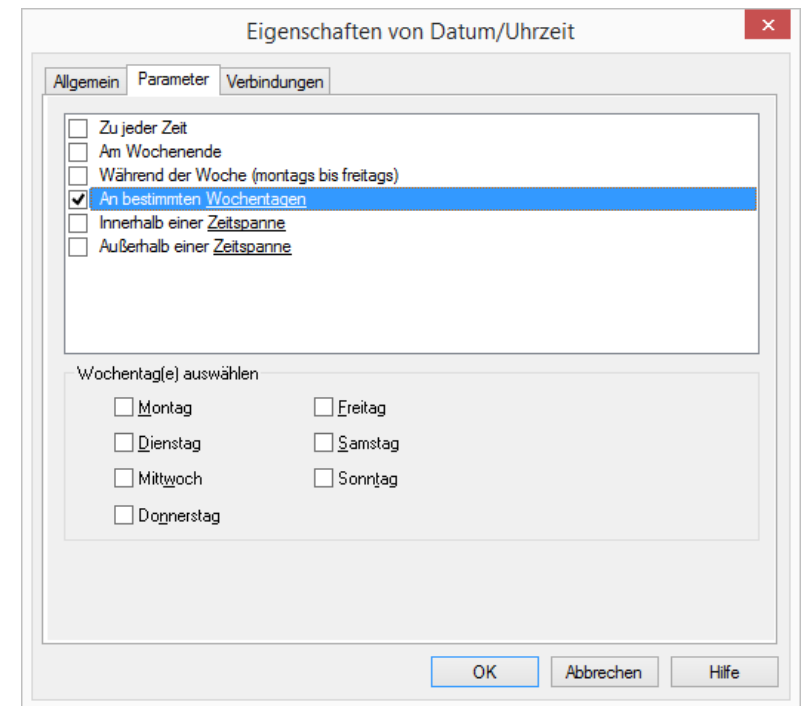 Eigenschaften von Datum/Uhrzeit
Allgemein Parameter Verbindungen
Zu jeder Zeit
Am Wochenende
Während der Woche (montags bis freitags)
An bestimmten Wochentagen
Innerhalb einer Zeitspanne
Außerhalb einer Zeitspanne
Wochentag(e) auswählen
Montag Freitag
Dienstag Samstag
Mittwoch Sonntag
Donnerstag
OK Abbrechen Hilfe